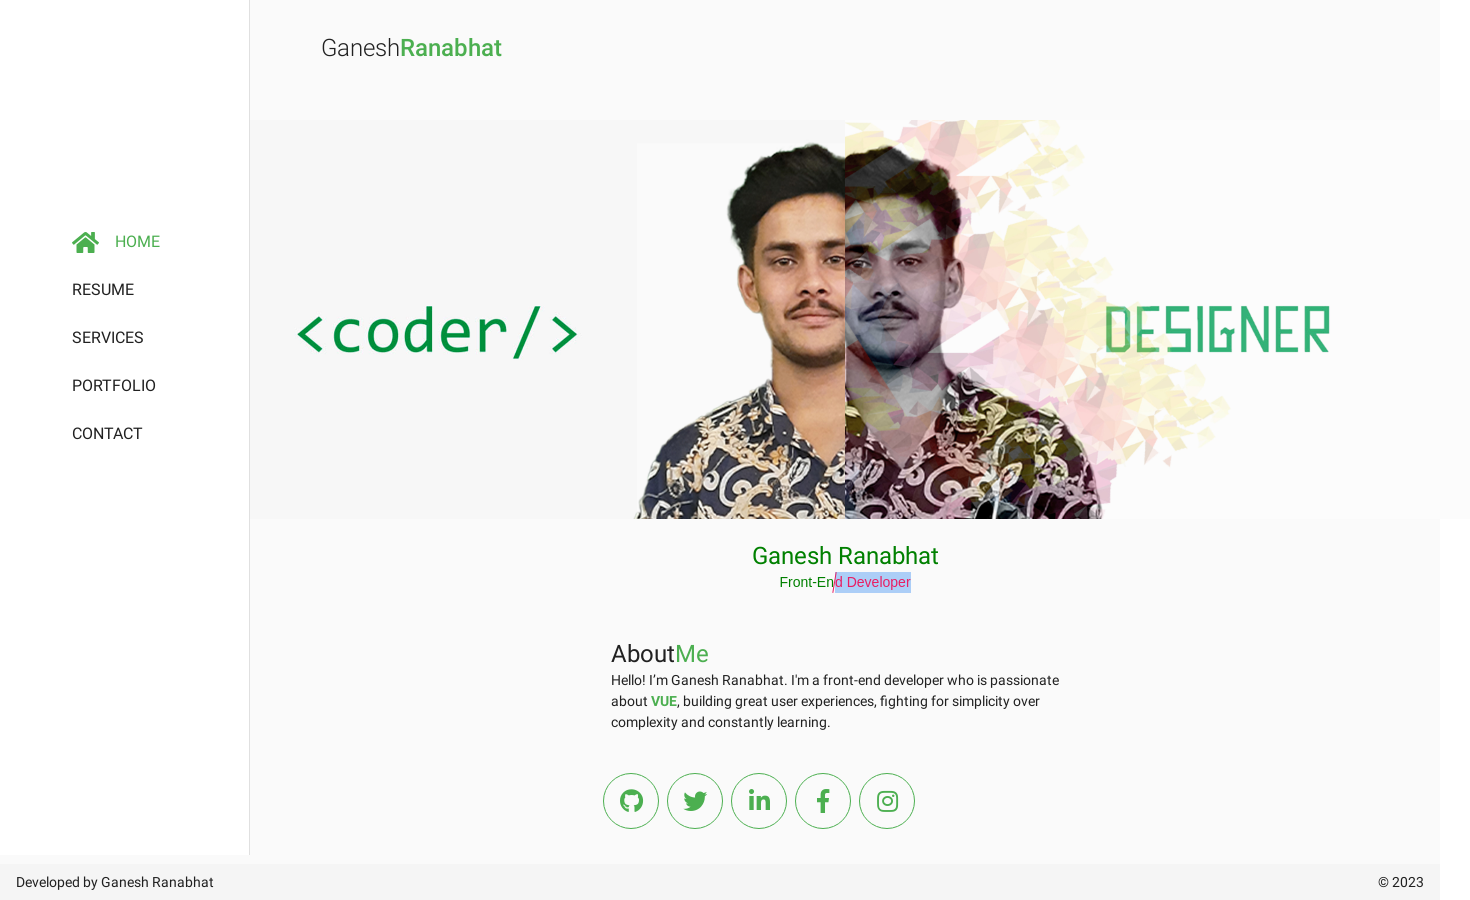 GaneshRanabhat
HOME
RESUME
SERVICES
PORTFOLIO
CONTACT
<coder/>
DESIGNER
Ganesh Ranabhat
Front-End Developer
AboutMe
Hello! I’m Ganesh Ranabhat. I'm a front-end developer who is passionate
about VUE, building great user experiences, fighting for simplicity over
complexity and constantly learning.
Developed by Ganesh Ranabhat
© 2023